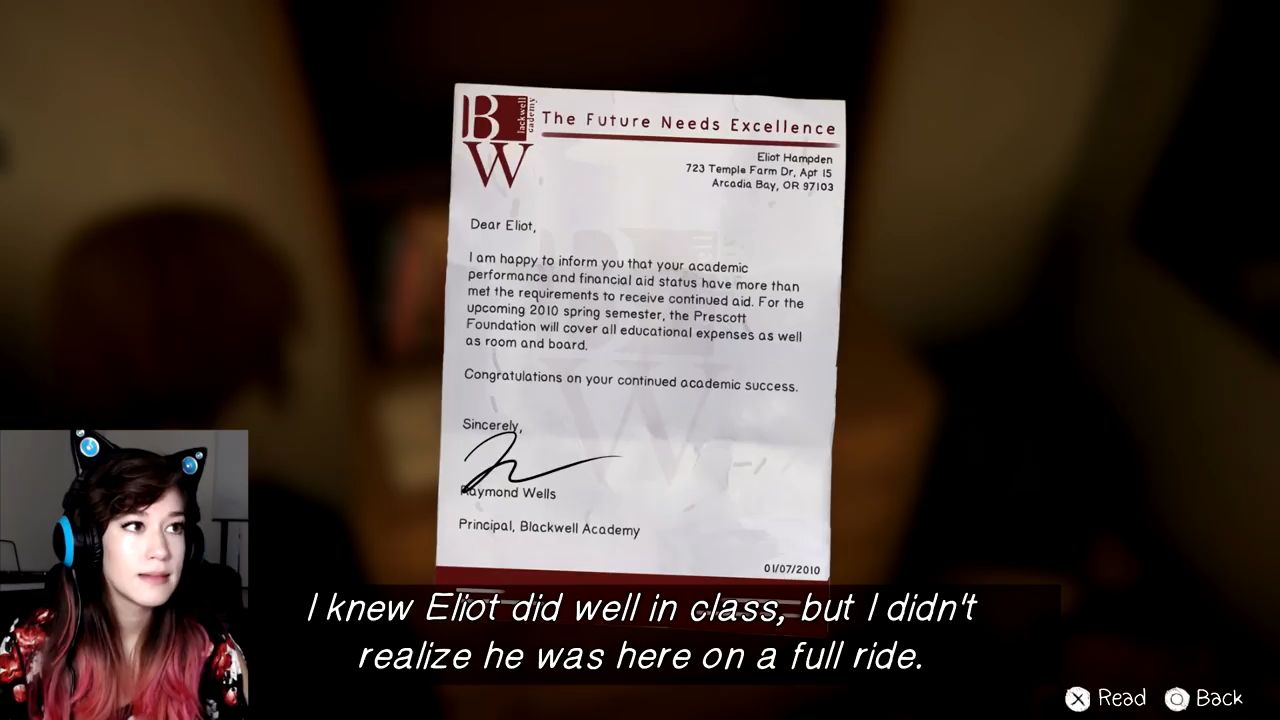 B lackwell cademy
W
The Future Needs Excellence
Eliot Hampden
723 Temple Farm Dr, Apt 15
Arcadia Bay, OR 97103
Dear Eliot,
I am happy to inform you that your academic
performance and financial aid status have more than
met the requirements to receive continued aid. For the
upcoming 2010 spring semester, the Prescott
Foundation will cover all educational expenses as well
as room and board.
Congratulations on your continued academic success.
Sincerely,
Raymond Wells
Principal, Blackwell Academy
01/07/2010
I knew Eliot did well in class, but I didn't
realize he was here on a full ride.
Read Back